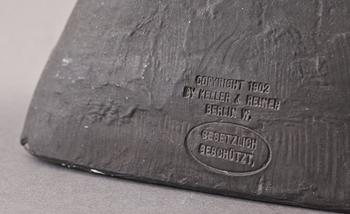 COPYRIGHT 1902
BY KELLER & REINER
BERLIN W.
GESETZLICH
GESCHÜTZT.